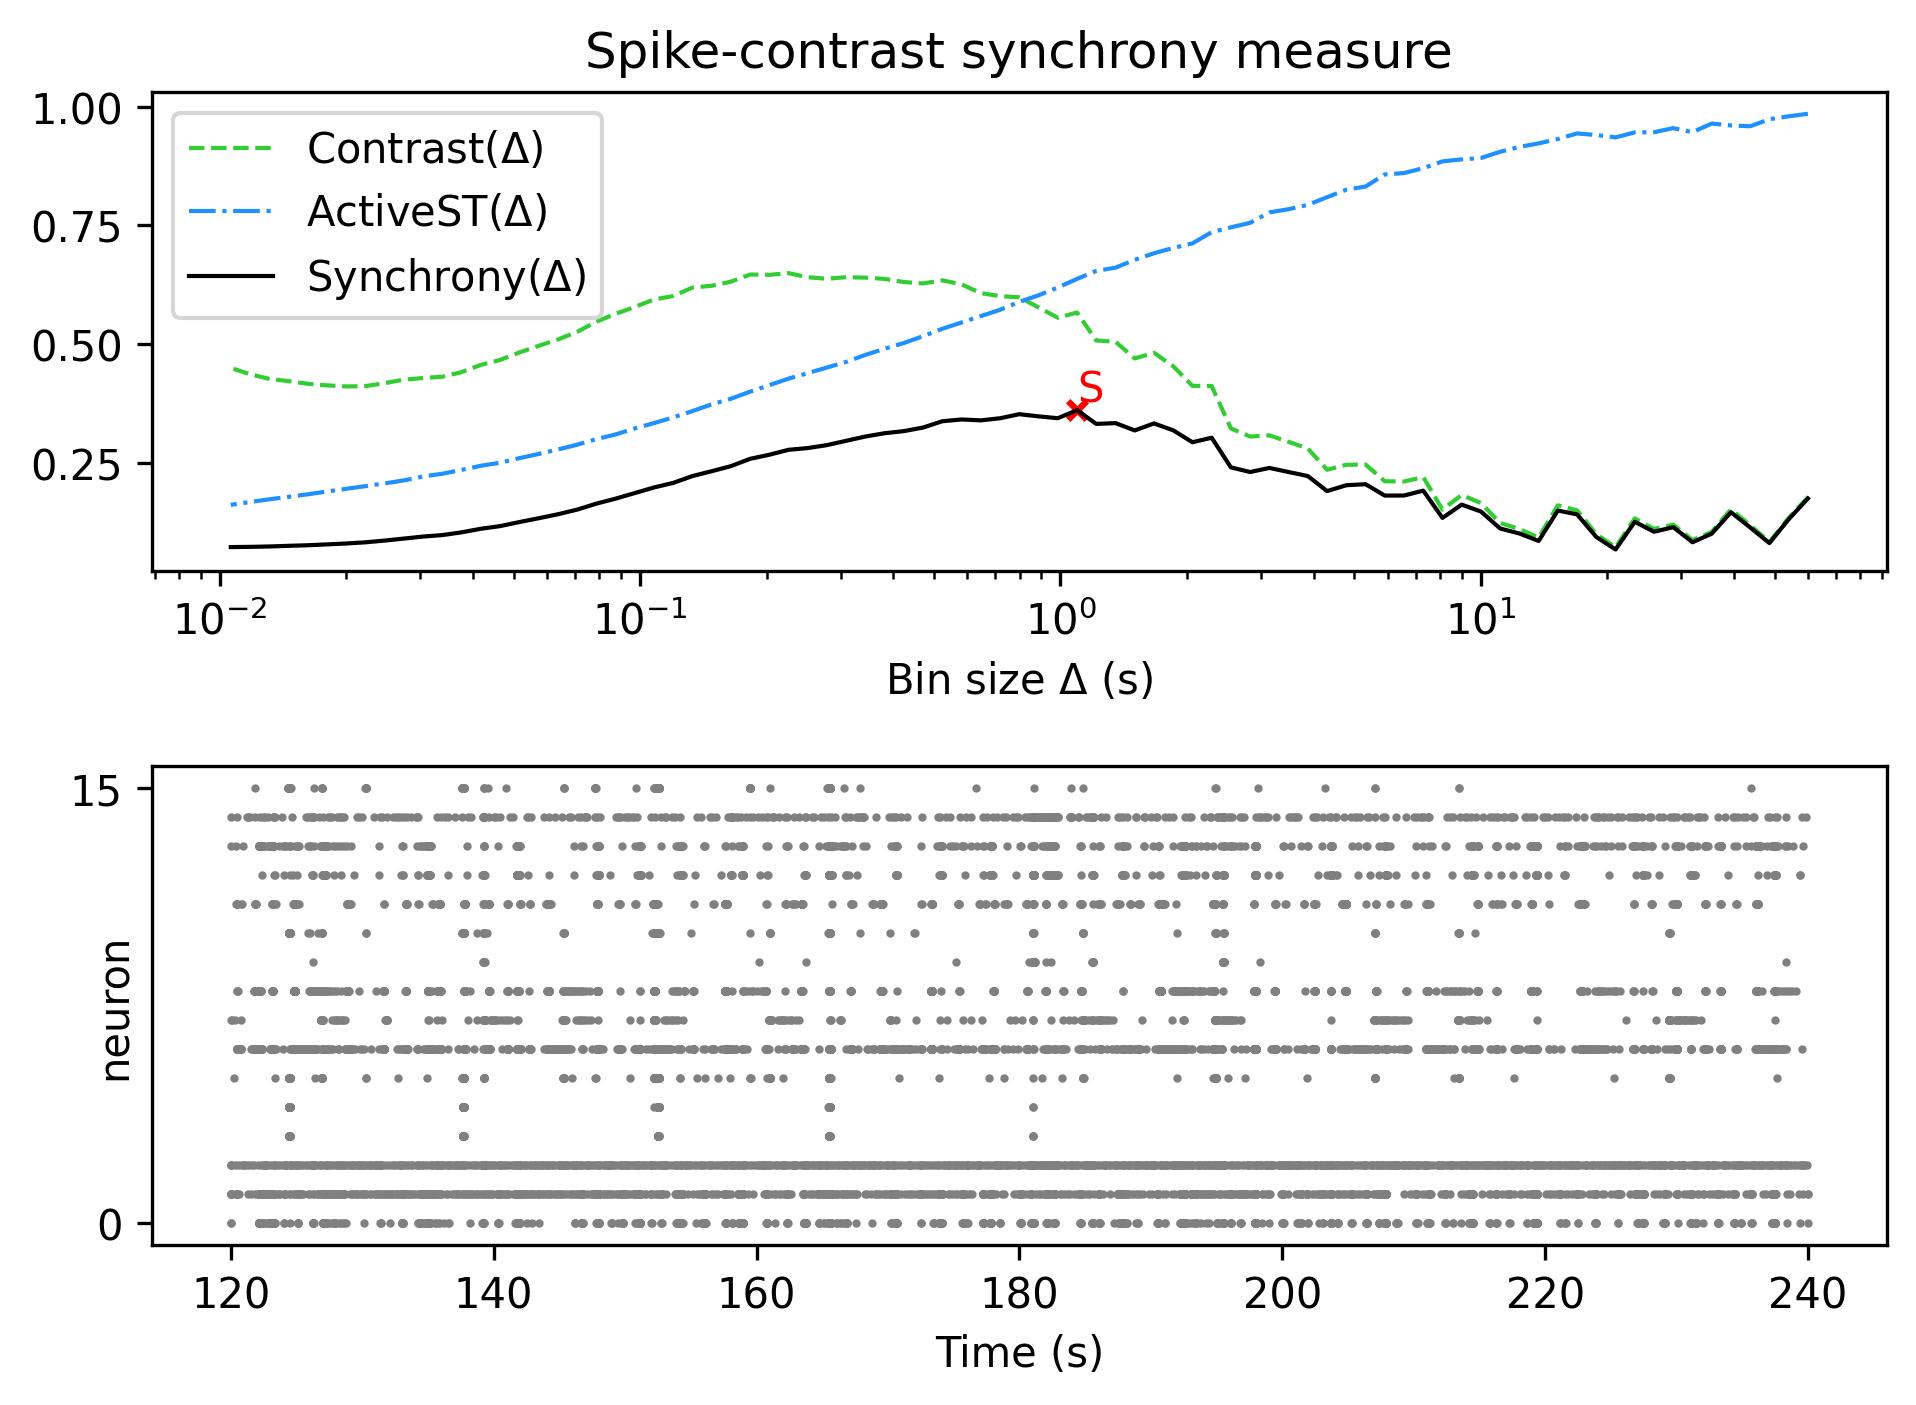 Spike-contrast synchrony measure
1.00
0.75
0.50
0.25
Contrast(Δ)
ActiveST(Δ)
Synchrony(Δ)
S
10⁻² 10⁻¹ 10⁰ 10¹
Bin size Δ (s)
15
0
neuron
120 140 160 180 200 220 240
Time (s)